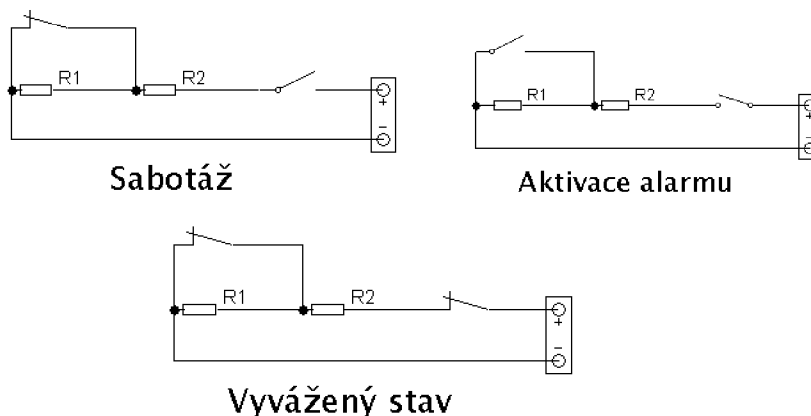 R1
R2
+
-
Sabotáž
R1
R2
+
-
Aktivace alarmu
R1
R2
+
-
Vyvážený stav